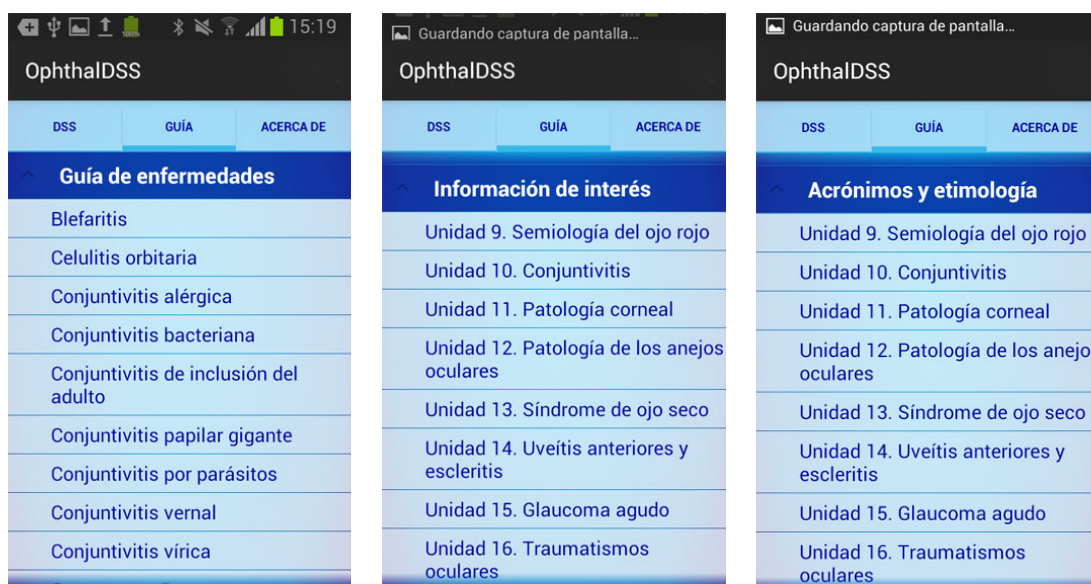 15:19
OphthalDSS
DSS GUÍA ACERCA DE
Guía de enfermedades
Blefaritis
Celulitis orbitaria
Conjuntivitis alérgica
Conjuntivitis bacteriana
Conjuntivitis de inclusión del
adulto
Conjuntivitis papilar gigante
Conjuntivitis por parásitos
Conjuntivitis vernal
Conjuntivitis vírica
Guardando captura de pantalla...
OphthalDSS
DSS GUÍA ACERCA DE
Información de interés
Unidad 9. Semiología del ojo rojo
Unidad 10. Conjuntivitis
Unidad 11. Patología corneal
Unidad 12. Patología de los anejos
oculares
Unidad 13. Síndrome de ojo seco
Unidad 14. Uveítis anteriores y
escleritis
Unidad 15. Glaucoma agudo
Unidad 16. Traumatismos
oculares
Guardando captura de pantalla...
OphthalDSS
DSS GUÍA ACERCA DE
Acrónimos y etimología
Unidad 9. Semiología del ojo rojo
Unidad 10. Conjuntivitis
Unidad 11. Patología corneal
Unidad 12. Patología de los anejo
oculares
Unidad 13. Síndrome de ojo seco
Unidad 14. Uveítis anteriores y
escleritis
Unidad 15. Glaucoma agudo
Unidad 16. Traumatismos
oculares